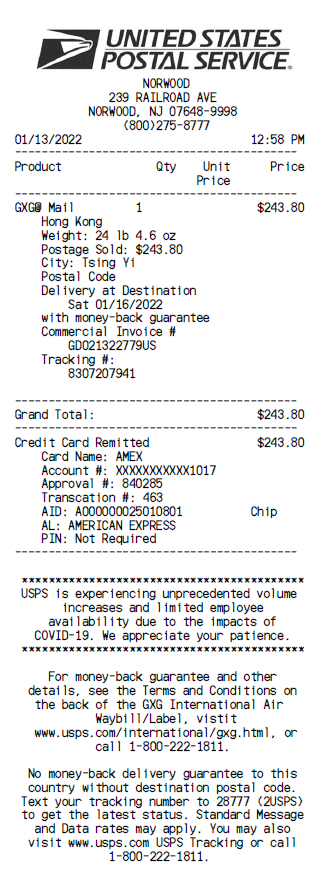 UNITED STATES
POSTAL SERVICE®
NORWOOD
239 RAILROAD AVE
NORWOOD, NJ 07648-9998
(800)275-8777
01/13/2022 12:58 PM
----------------------------------------
Product Qty Unit Price
Price
----------------------------------------
GXG@ Mail 1 $243.80
Hong Kong
Weight: 24 lb 4.6 oz
Postage Sold: $243.80
City: Tsing Yi
Postal Code
Delivery at Destination
Sat 01/16/2022
with money-back guarantee
Commercial Invoice #
GD021322779US
Tracking #:
8307207941
----------------------------------------
Grand Total: $243.80
----------------------------------------
Credit Card Remitted $243.80
Card Name: AMEX
Account #: XXXXXXXXXXX1017
Approval #: 840285
Transcation #: 463
AID: A000000025010801 Chip
AL: AMERICAN EXPRESS
PIN: Not Required
----------------------------------------
******************************************
USPS is experiencing unprecedented volume
increases and limited employee
availability due to the impacts of
COVID-19. We appreciate your patience.
******************************************
For money-back guarantee and other
details, see the Terms and Conditions on
the back of the GXG International Air
Waybill/Label, visitit
www.usps.com/international/gxg.html, or
call 1-800-222-1811.
No money-back delivery guarantee to this
country without destination postal code.
Text your tracking number to 28777 (2USPS)
to get the latest status. Standard Message
and Data rates may apply. You may also
visit www.usps.com USPS Tracking or call
1-800-222-1811.